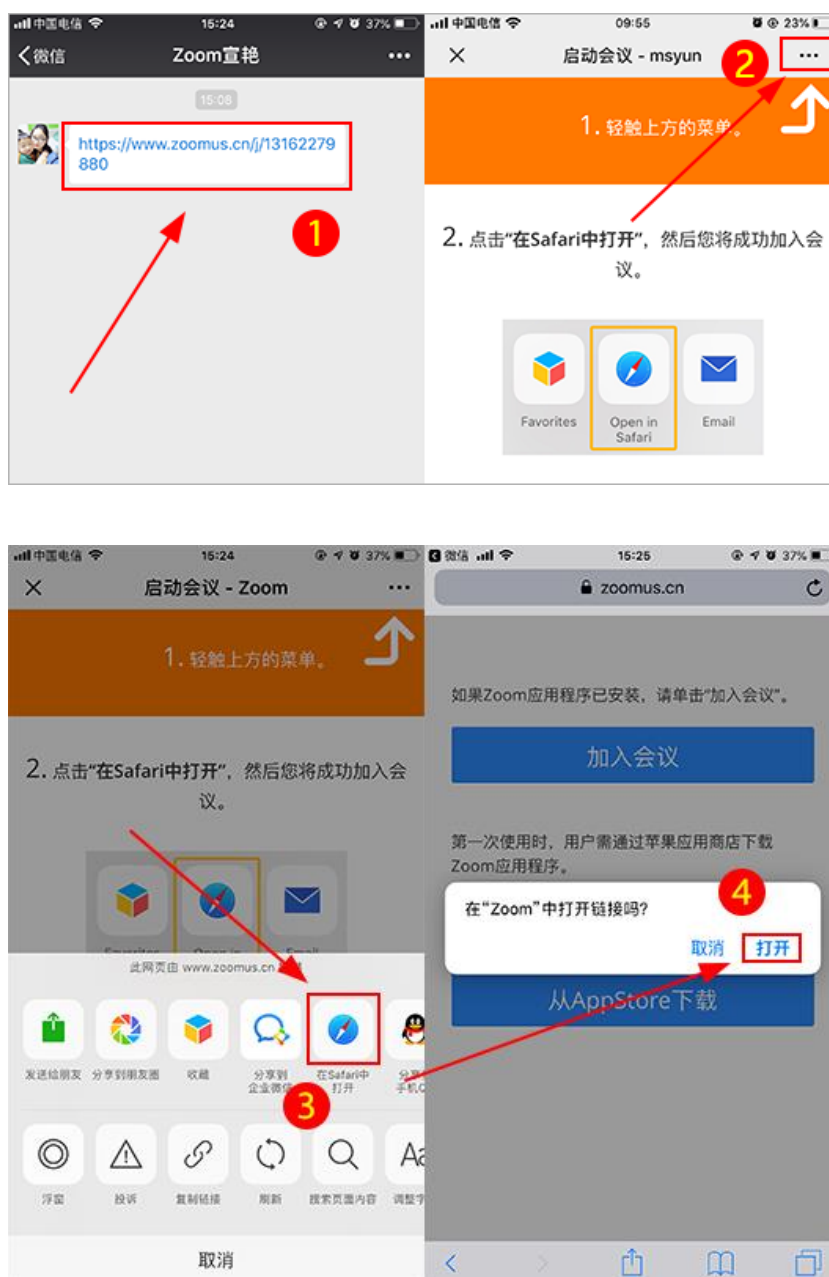 中国电信 15:24 37%
微信 Zoom宣艳 •••
15:08
https://www.zoomus.cn/j/13162279
880
1
中国电信 09:55 23%
启动会议 - msyun •••
2
1. 轻触上方的菜单。
2. 点击“在Safari中打开”，然后您将成功加入会
议。
Favorites Open in Email
Safari
中国电信 15:24 37%
启动会议 - Zoom •••
1. 轻触上方的菜单。
2. 点击“在Safari中打开”，然后您将成功加入会
议。
此网页由 www.zoomus.cn
发送给朋友 分享到朋友圈 收藏 分享到 在Safari中
企业微信 打开 手机Q
3
浮窗 投诉 复制链接 刷新 搜索页面内容 调整字
取消
微信 15:25 37%
zoomus.cn
如果Zoom应用程序已安装，请单击“加入会议”。
加入会议
第一次使用时，用户需通过苹果应用商店下载
Zoom应用程序。
4
在“Zoom”中打开链接吗?
取消 打开
从AppStore下载